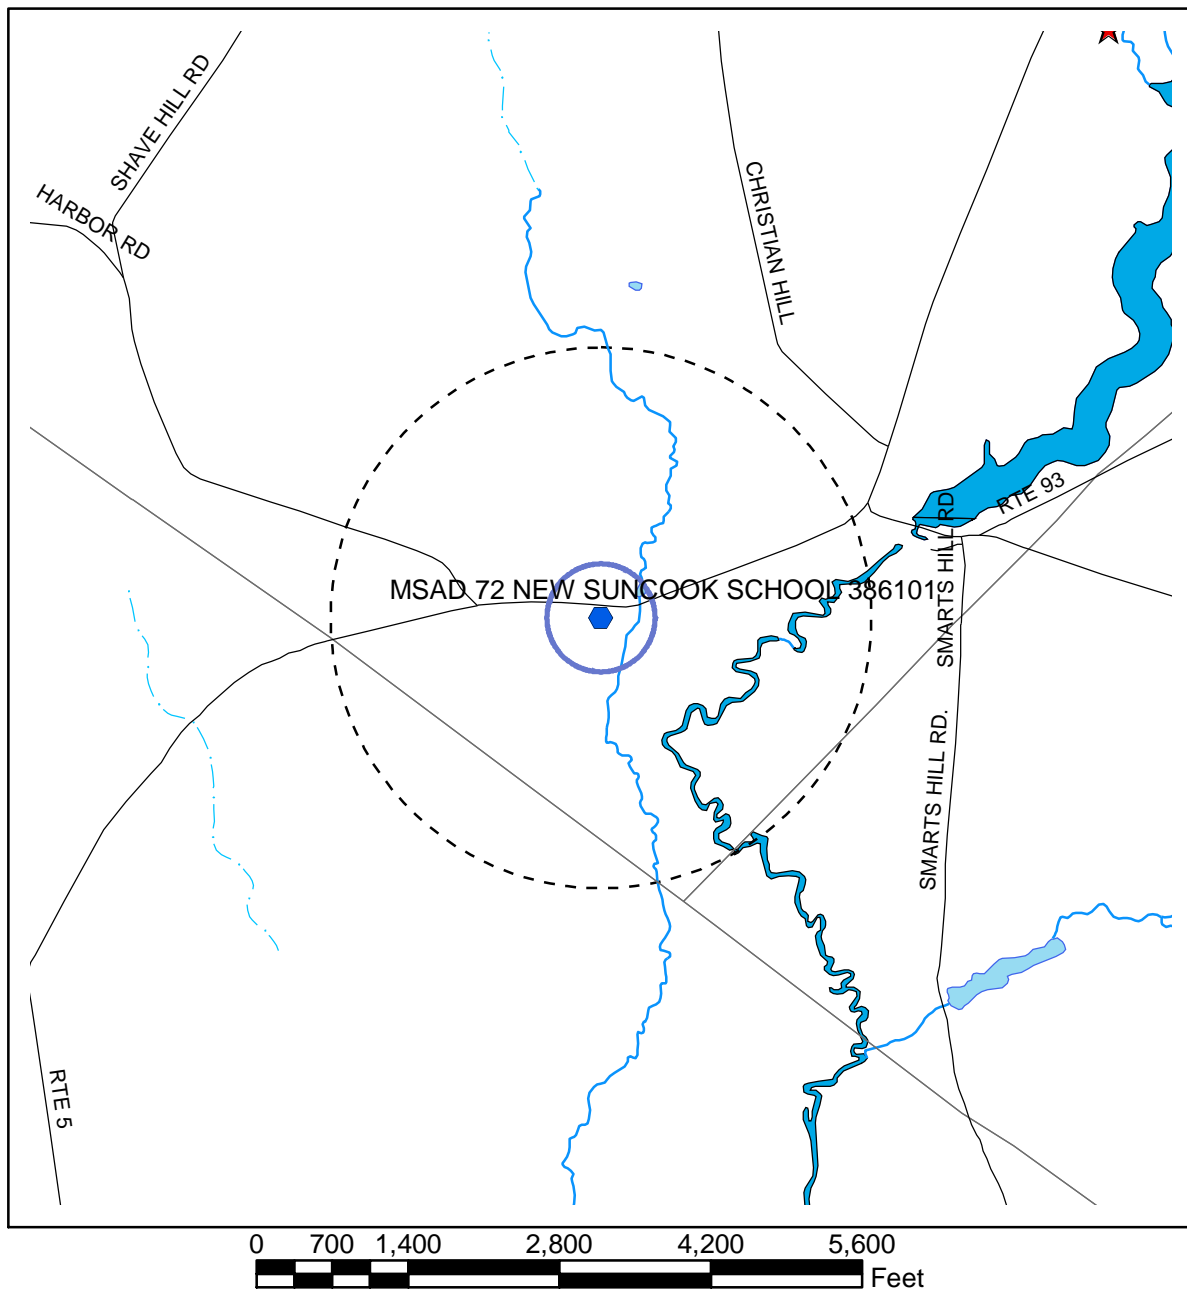 SHAVE HILL RD
HARBOR RD
CHRISTIAN HILL
RTE 93
SMARTS HILL RD
MSAD 72 NEW SUNCOOK SCHOOL 386101
SMARTS HILL RD.
RTE 5
0 700 1,400 2,800 4,200 5,600
Feet